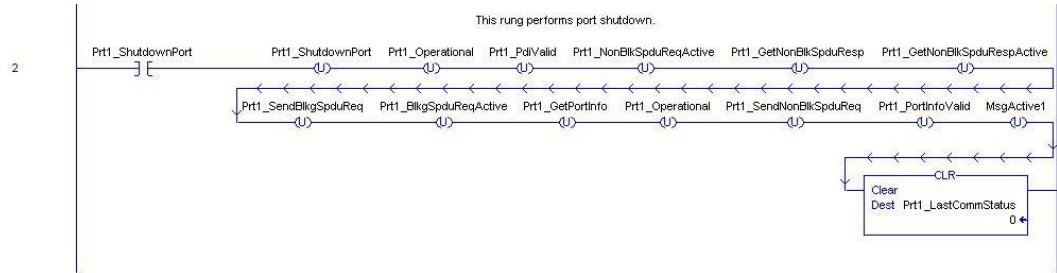 This rung performs port shutdown.
Prt1_ShutdownPort Prt1_ShutdownPort Prt1_Operational Prt1_PdiValid Prt1_NonBlkSpduReqActive Prt1_GetNonBlkSpduResp Prt1_GetNonBlkSpduRespActive
2 U U U U U U
Prt1_SendBlkgSpduReq Prt1_BlkgSpduReqActive Prt1_GetPortInfo Prt1_Operational Prt1_SendNonBlkSpduReq Prt1_PortInfoValid MsgActive1
U U U U U U U
CLR
Clear
Dest Prt1_LastCommStatus
0